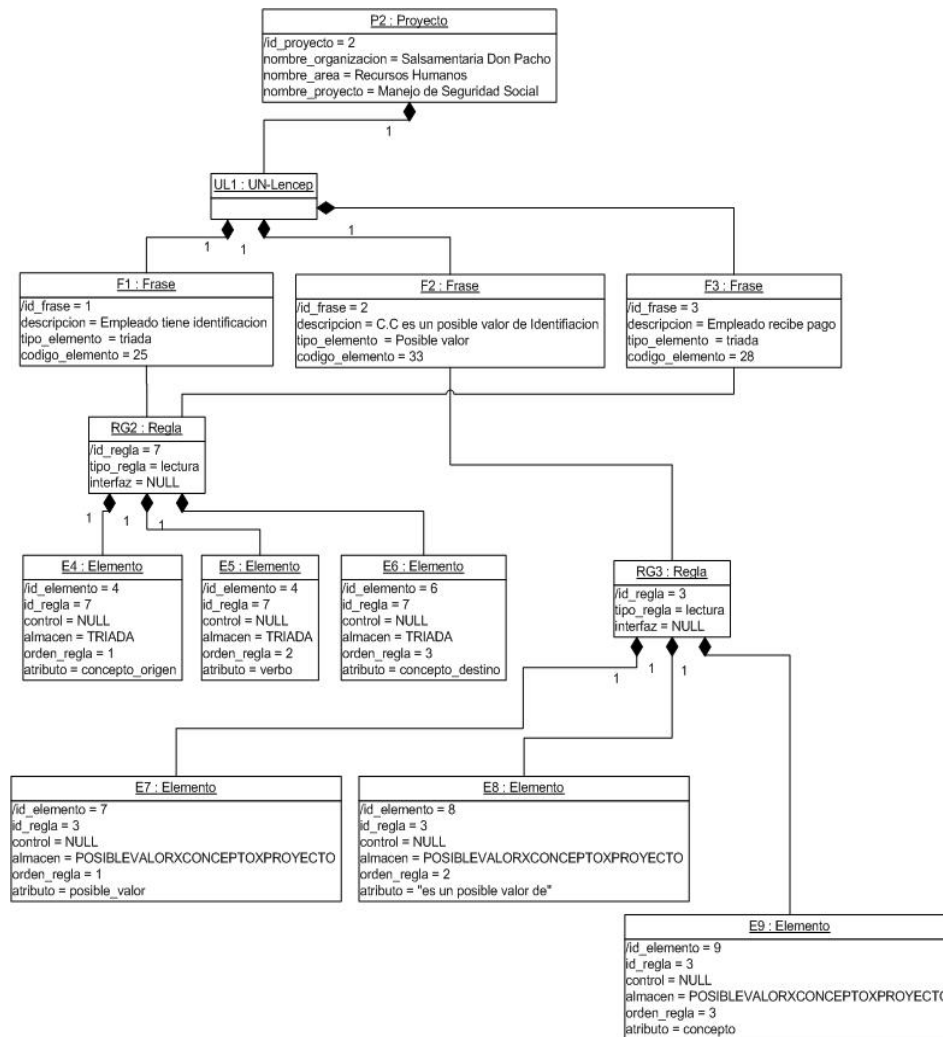 P2 : Proyecto
/id_proyecto = 2
nombre_organizacion = Salsamentaria Don Pacho
nombre_area = Recursos Humanos
nombre_proyecto = Manejo de Seguridad Social
1
UL1 : UN-Lencep
1
1
1
F1 : Frase
/id_frase = 1
descripcion = Empleado tiene identificacion
tipo_elemento = triada
codigo_elemento = 25
F2 : Frase
/id_frase = 2
descripcion = C.C es un posible valor de Identifiacion
tipo_elemento = Posible valor
codigo_elemento = 33
F3 : Frase
/id_frase = 3
descripcion = Empleado recibe pago
tipo_elemento = triada
codigo_elemento = 28
RG2 : Regla
/id_regla = 7
tipo_regla = lectura
interfaz = NULL
1
1
1
E4 : Elemento
/id_elemento = 4
id_regla = 7
control = NULL
almacen = TRIADA
orden_regla = 1
atributo = concepto_origen
E5 : Elemento
/id_elemento = 4
id_regla = 7
control = NULL
almacen = TRIADA
orden_regla = 2
atributo = verbo
E6 : Elemento
/id_elemento = 6
id_regla = 7
control = NULL
almacen = TRIADA
orden_regla = 3
atributo = concepto_destino
RG3 : Regla
/id_regla = 3
tipo_regla = lectura
interfaz = NULL
1
1
1
E7 : Elemento
/id_elemento = 7
id_regla = 3
control = NULL
almacen = POSIBLEVALORXCONCEPTOXPROYECTO
orden_regla = 1
atributo = posible_valor
E8 : Elemento
/id_elemento = 8
id_regla = 3
control = NULL
almacen = POSIBLEVALORXCONCEPTOXPROYECTO
orden_regla = 2
atributo = "es un posible valor de"
E9 : Elemento
/id_elemento = 9
id_regla = 3
control = NULL
almacen = POSIBLEVALORXCONCEPTOXPROYECTO
orden_regla = 3
atributo = concepto